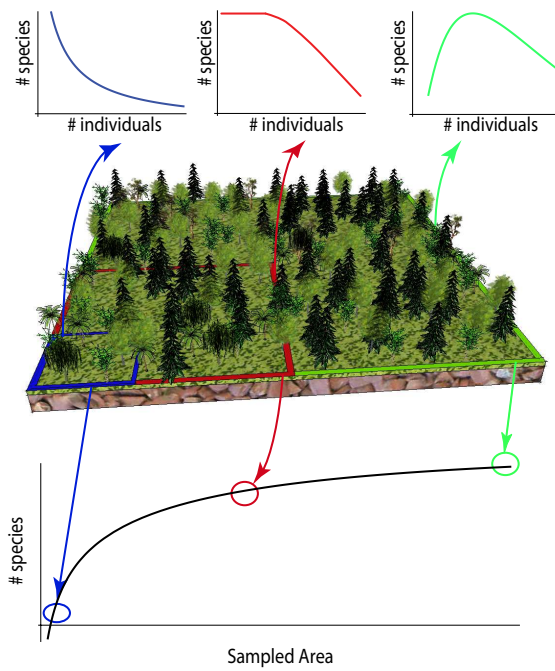 # species
# individuals
# species
# individuals
# species
# individuals
# species
Sampled Area